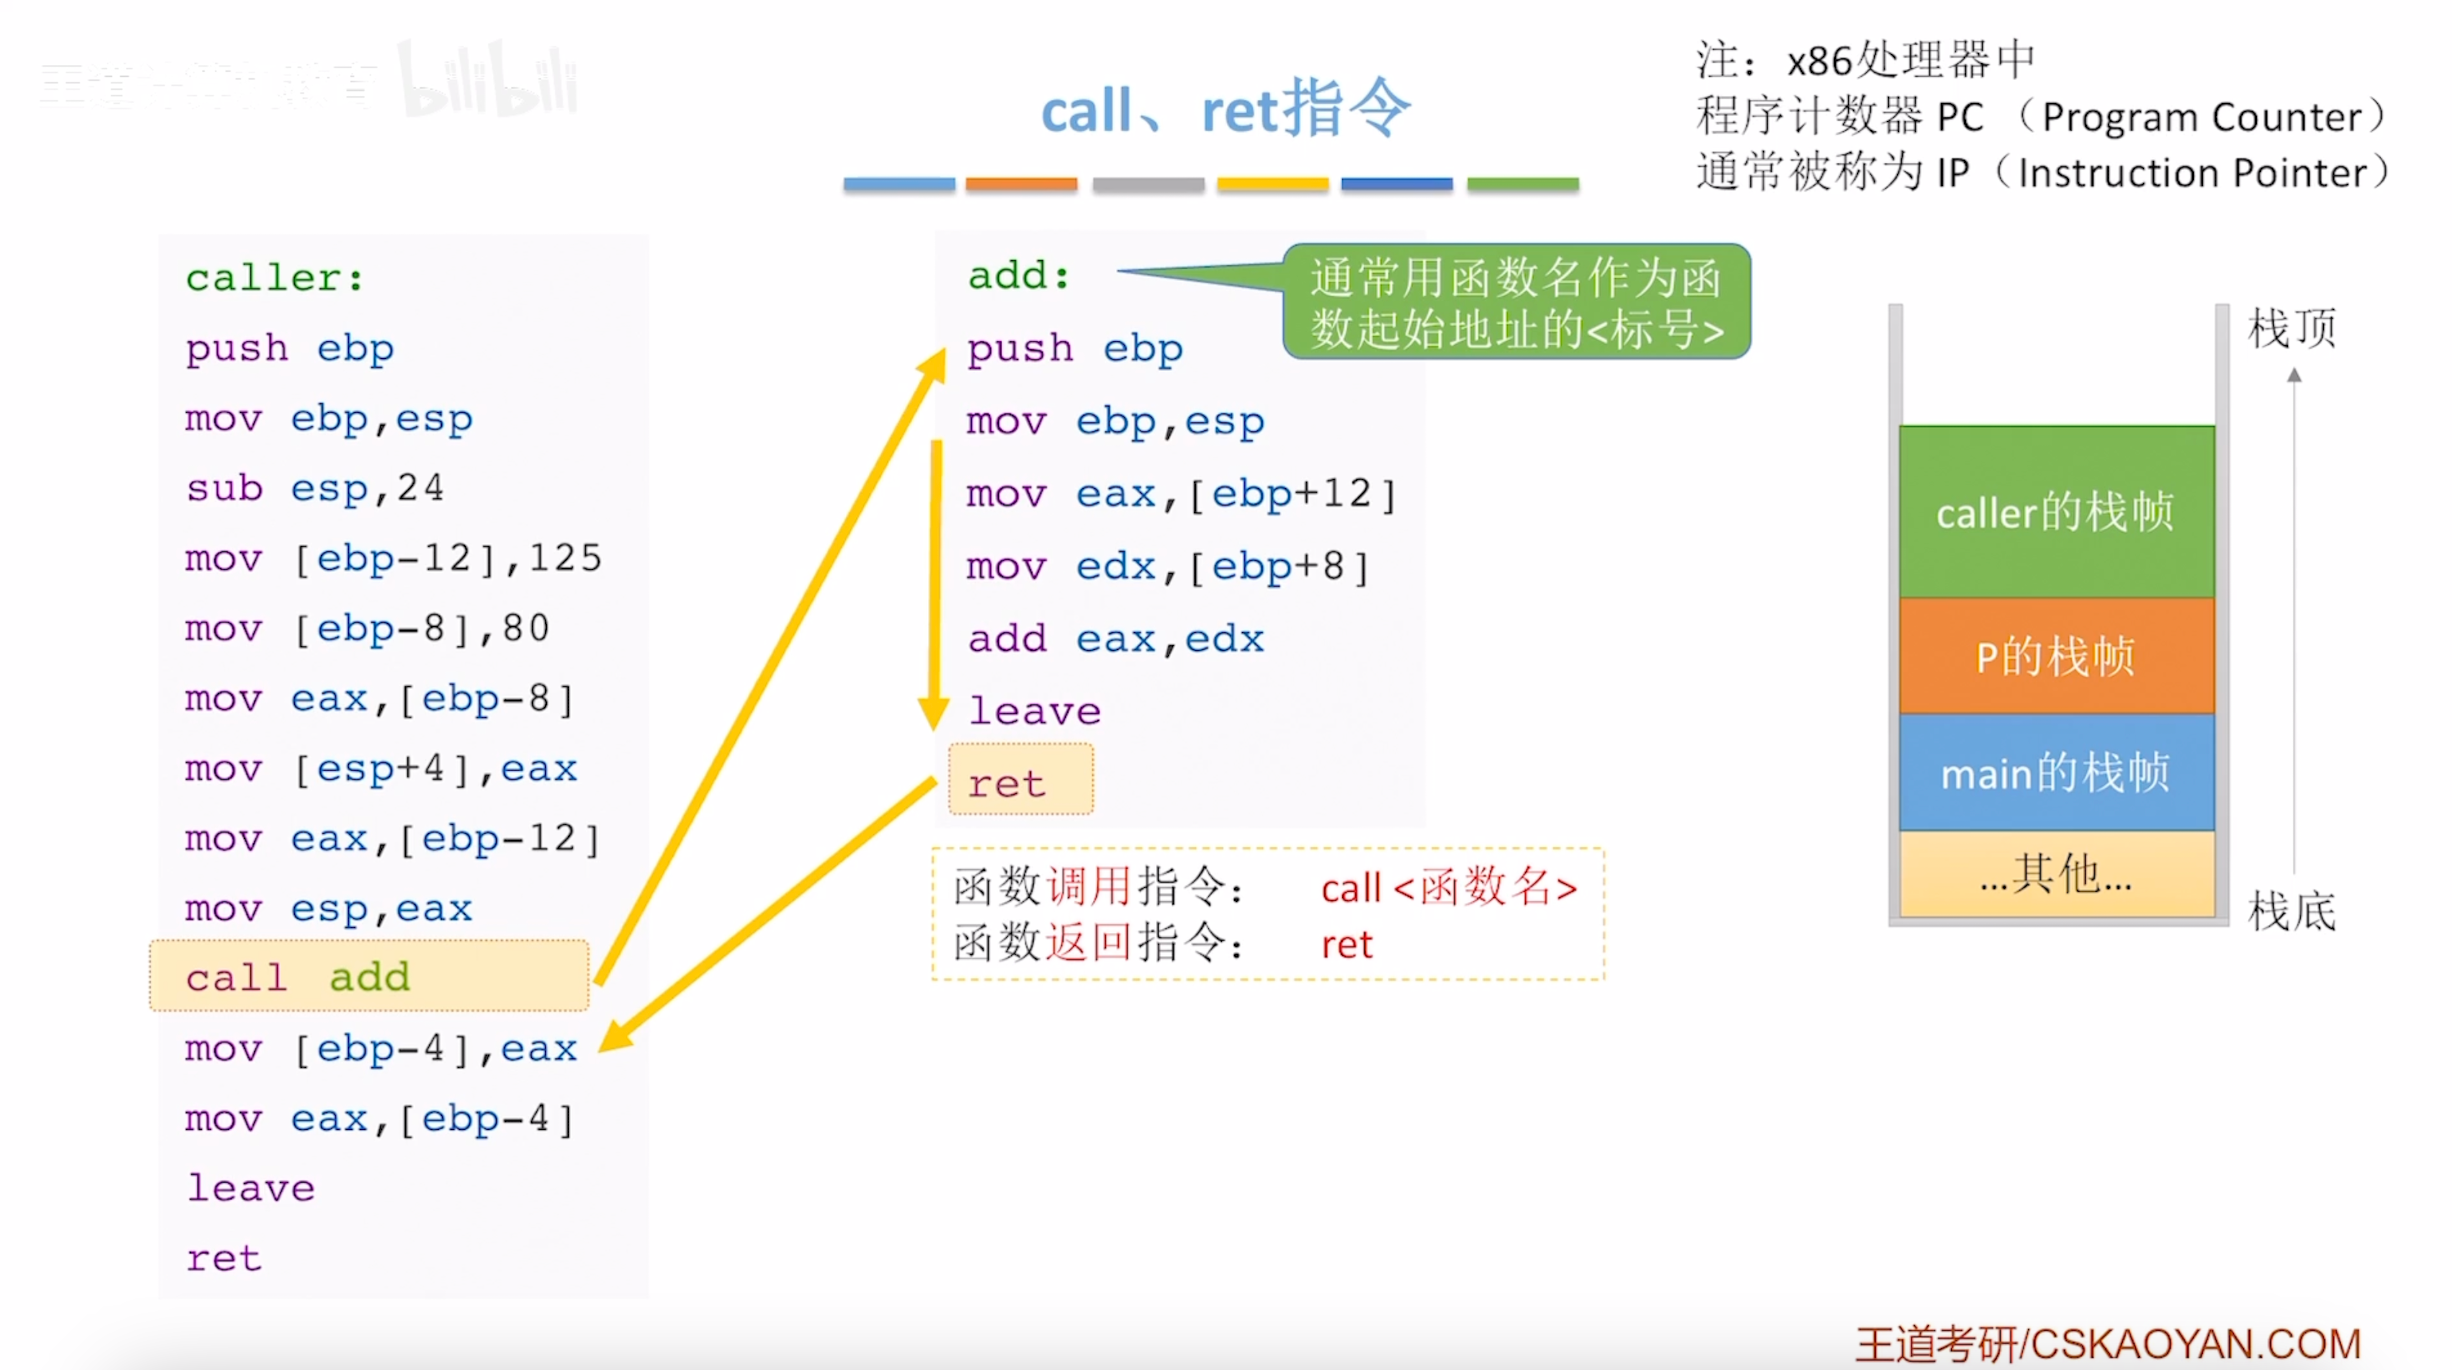 bilibili
call、ret指令
注：x86处理器中
程序计数器 PC （Program Counter）
通常被称为 IP（Instruction Pointer）
caller:
push ebp
mov ebp,esp
sub esp,24
mov [ebp-12],125
mov [ebp-8],80
mov eax,[ebp-8]
mov [esp+4],eax
mov eax,[ebp-12]
mov esp,eax
call add
mov [ebp-4],eax
mov eax,[ebp-4]
leave
ret
add:
push ebp
mov ebp,esp
mov eax,[ebp+12]
mov edx,[ebp+8]
add eax,edx
leave
ret
通常用函数名作为函
数起始地址的<标号>
函数调用指令： call <函数名>
函数返回指令： ret
栈顶
caller的栈帧
P的栈帧
main的栈帧
...其他...
栈底
王道考研/CSKAOYAN.COM